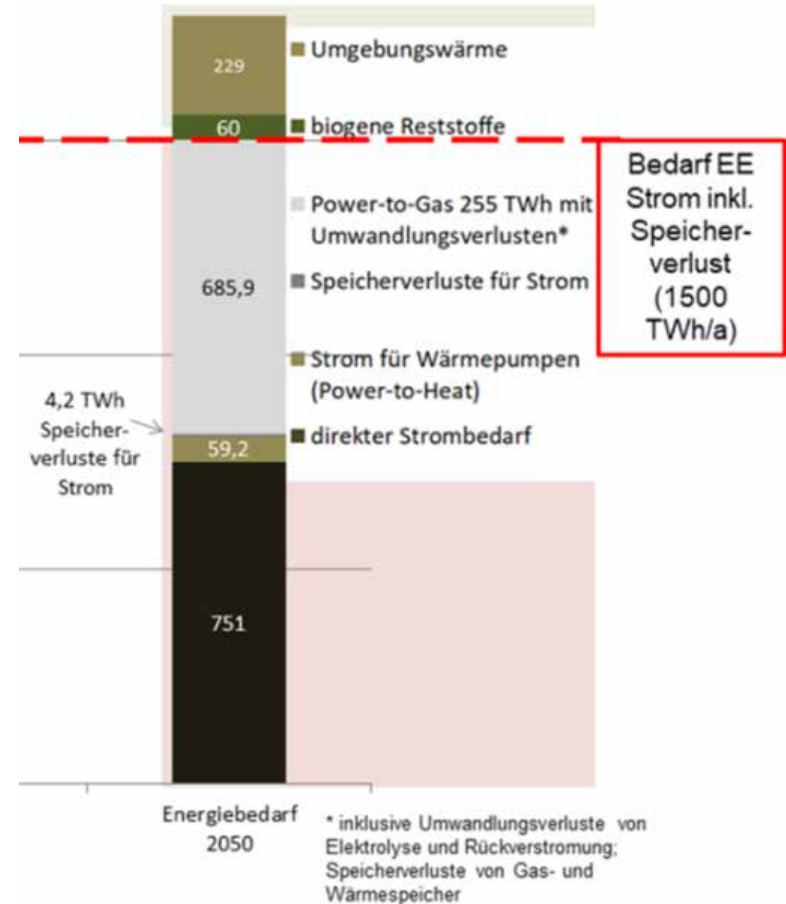 229
Umgebungswärme
60
biogene Reststoffe
Bedarf EE
Strom inkl.
Speicher-
verlust
(1500
TWh/a)
Power-to-Gas 255 TWh mit
Umwandlungsverlusten*
685,9
Speicherverluste für Strom
Strom für Wärmepumpen
(Power-to-Heat)
4,2 TWh
Speicher-
verluste für
Strom
direkter Strombedarf
59,2
751
Energiebedarf
2050
* inklusive Umwandlungsverluste von
Elektrolyse und Rückverstromung;
Speicherverluste von Gas- und
Wärmespeicher